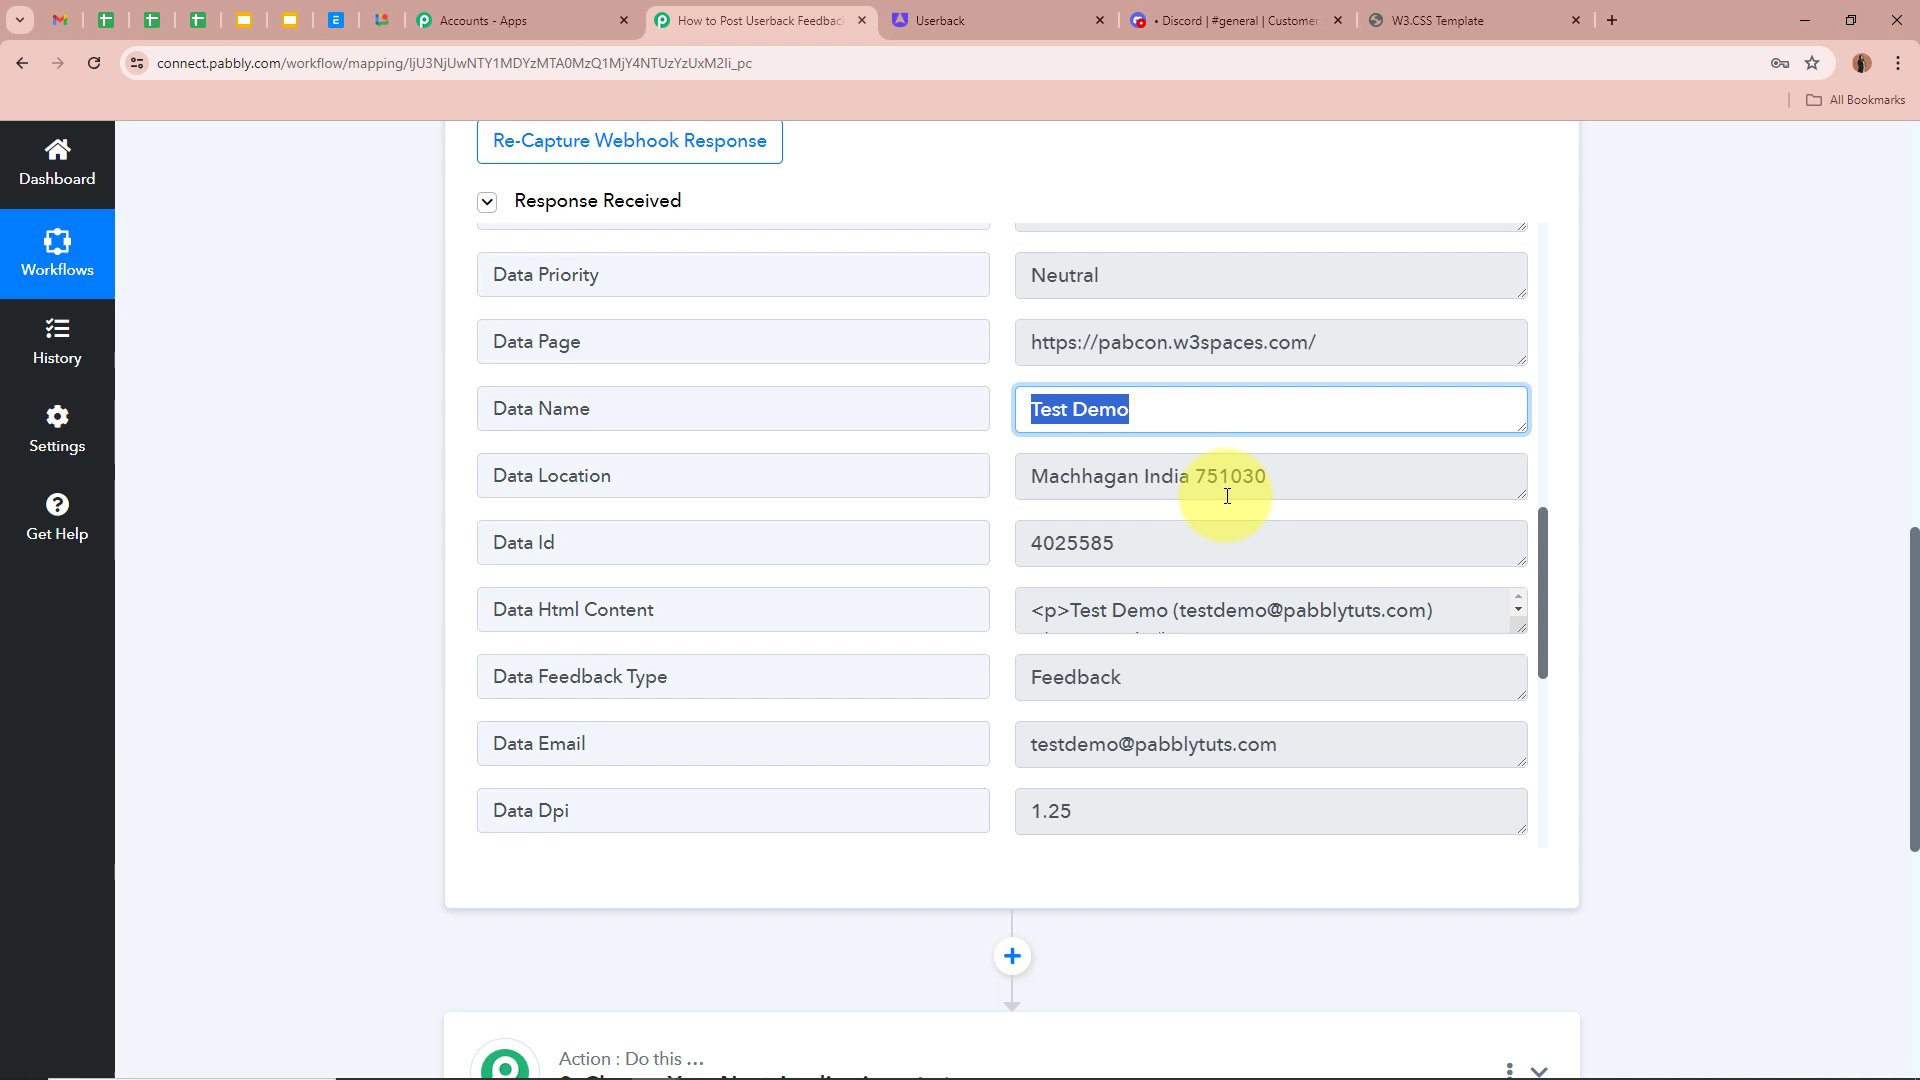 Accounts - Apps
How to Post Userback Feedback
Userback
• Discord | #general | Customer
W3.CSS Template
connect.pabbly.com/workflow/mapping/IjU3NjUwNTY1MDYzMTA0MzQ1MjY4NTUzYzUxM2Ii_pc
All Bookmarks
Dashboard
Workflows
History
Settings
Get Help
Re-Capture Webhook Response
Response Received
Data Priority
Neutral
Data Page
https://pabcon.w3spaces.com/
Data Name
Test Demo
Data Location
Machhagan India 751030
Data Id
4025585
Data Html Content
<p>Test Demo (testdemo@pabblytuts.com)
Data Feedback Type
Feedback
Data Email
testdemo@pabblytuts.com
Data Dpi
1.25
Action : Do this ...